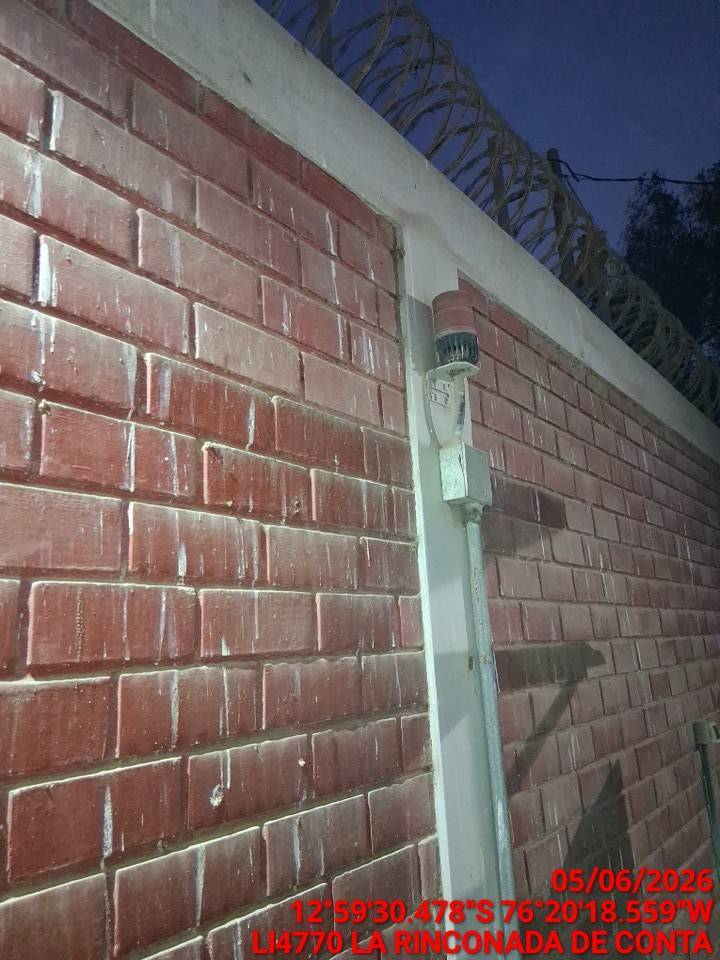 05/06/2026
12°59'30.478"S 76°20'18.559"W
LI4770 LA RINCONADA DE CONTA